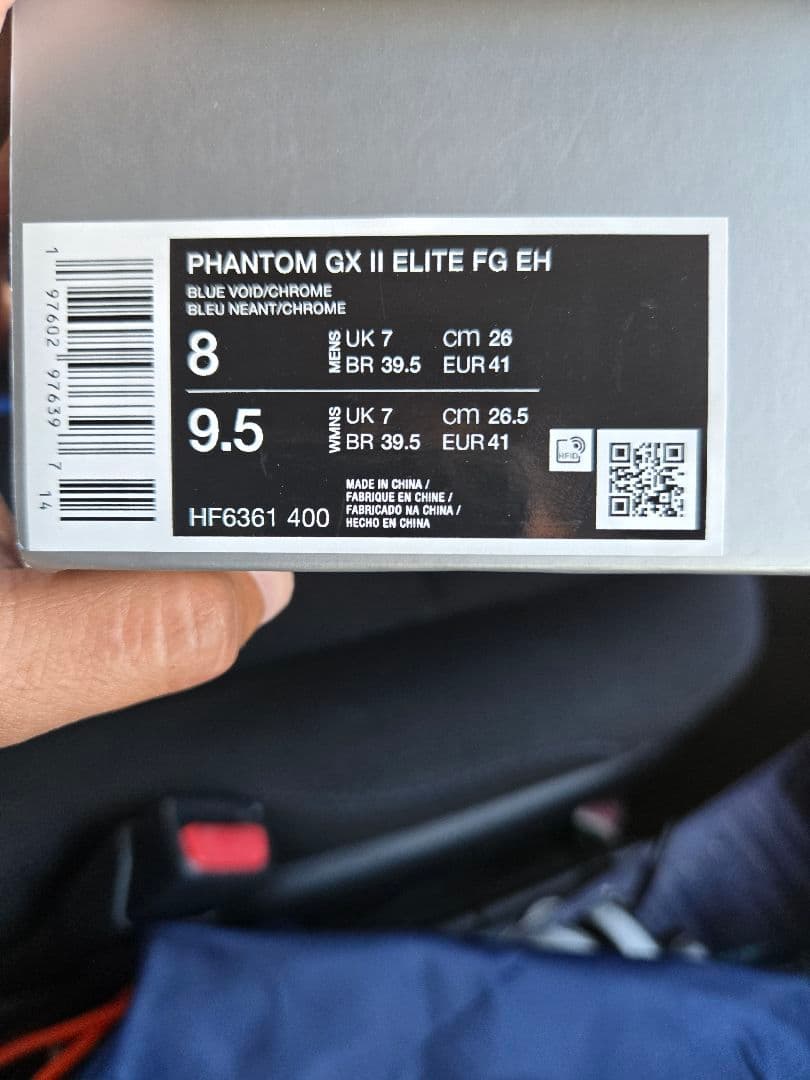 PHANTOM GX II ELITE FG EH
BLUE VOID/CHROME
BLEU NEANT/CHROME
8
MENS
UK 7 cm 26
BR 39.5 EUR 41
9.5
WMNS
UK 7 cm 26.5
BR 39.5 EUR 41
HFID
MADE IN CHINA /
FABRIQUE EN CHINE /
FABRICADO NA CHINA /
HECHO EN CHINA
HF6361 400
1 97602 97639 7 14